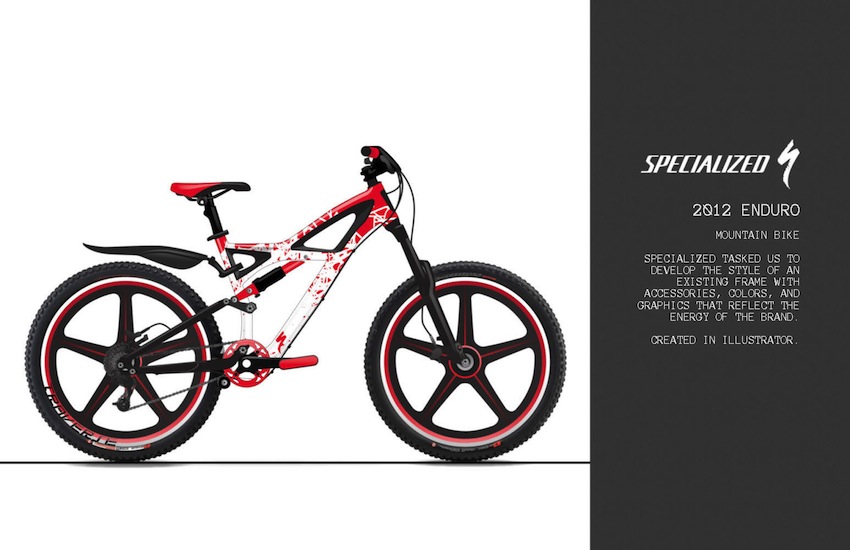 SPECIALIZED
2012 ENDURO
MOUNTAIN BIKE
SPECIALIZED TASKED US TO
DEVELOP THE STYLE OF AN
EXISTING FRAME WITH
ACCESSORIES, COLORS, AND
GRAPHICS THAT REFLECT THE
ENERGY OF THE BRAND.
CREATED IN ILLUSTRATOR.